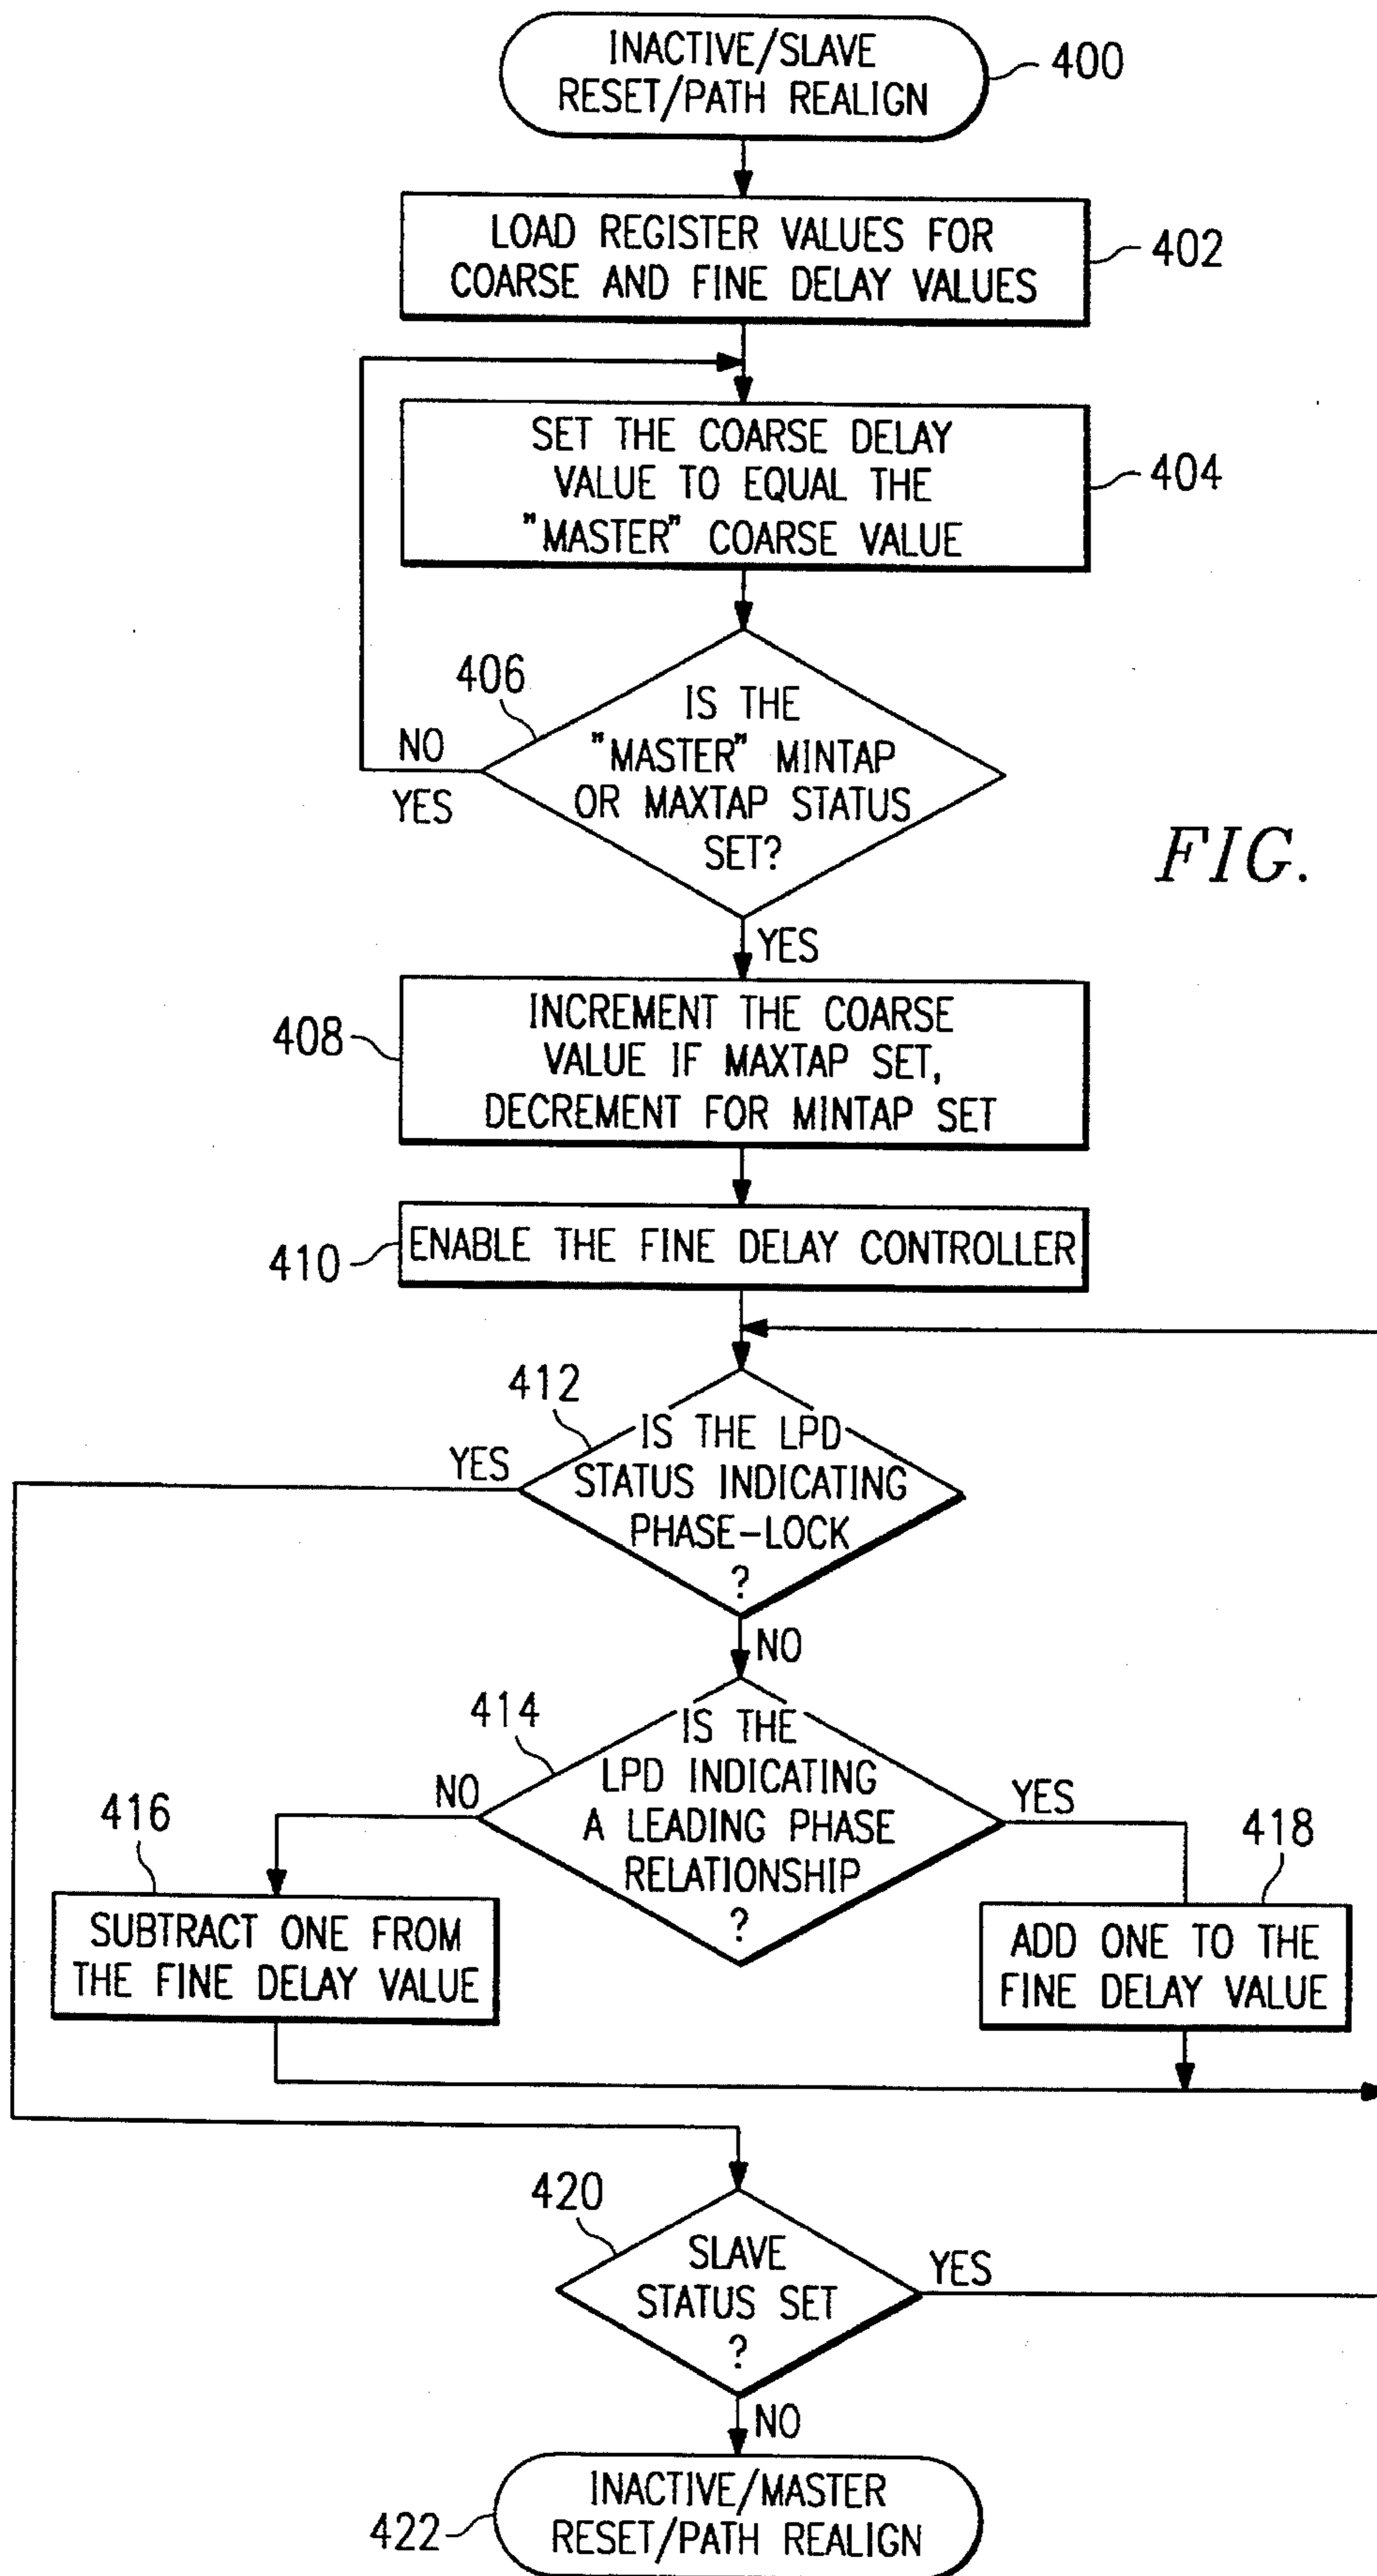 INACTIVE/SLAVE
RESET/PATH REALIGN
400
LOAD REGISTER VALUES FOR
COARSE AND FINE DELAY VALUES
402
SET THE COARSE DELAY
VALUE TO EQUAL THE
"MASTER" COARSE VALUE
404
406
IS THE
"MASTER" MINTAP
OR MAXTAP STATUS
SET?
NO
YES
FIG.
YES
408
INCREMENT THE COARSE
VALUE IF MAXTAP SET,
DECREMENT FOR MINTAP SET
410
ENABLE THE FINE DELAY CONTROLLER
412
YES
IS THE LPD
STATUS INDICATING
PHASE-LOCK
?
NO
414
NO
IS THE
LPD INDICATING
A LEADING PHASE
RELATIONSHIP
?
YES
416
SUBTRACT ONE FROM
THE FINE DELAY VALUE
418
ADD ONE TO THE
FINE DELAY VALUE
420
SLAVE
STATUS SET
?
YES
NO
INACTIVE/MASTER
RESET/PATH REALIGN
422